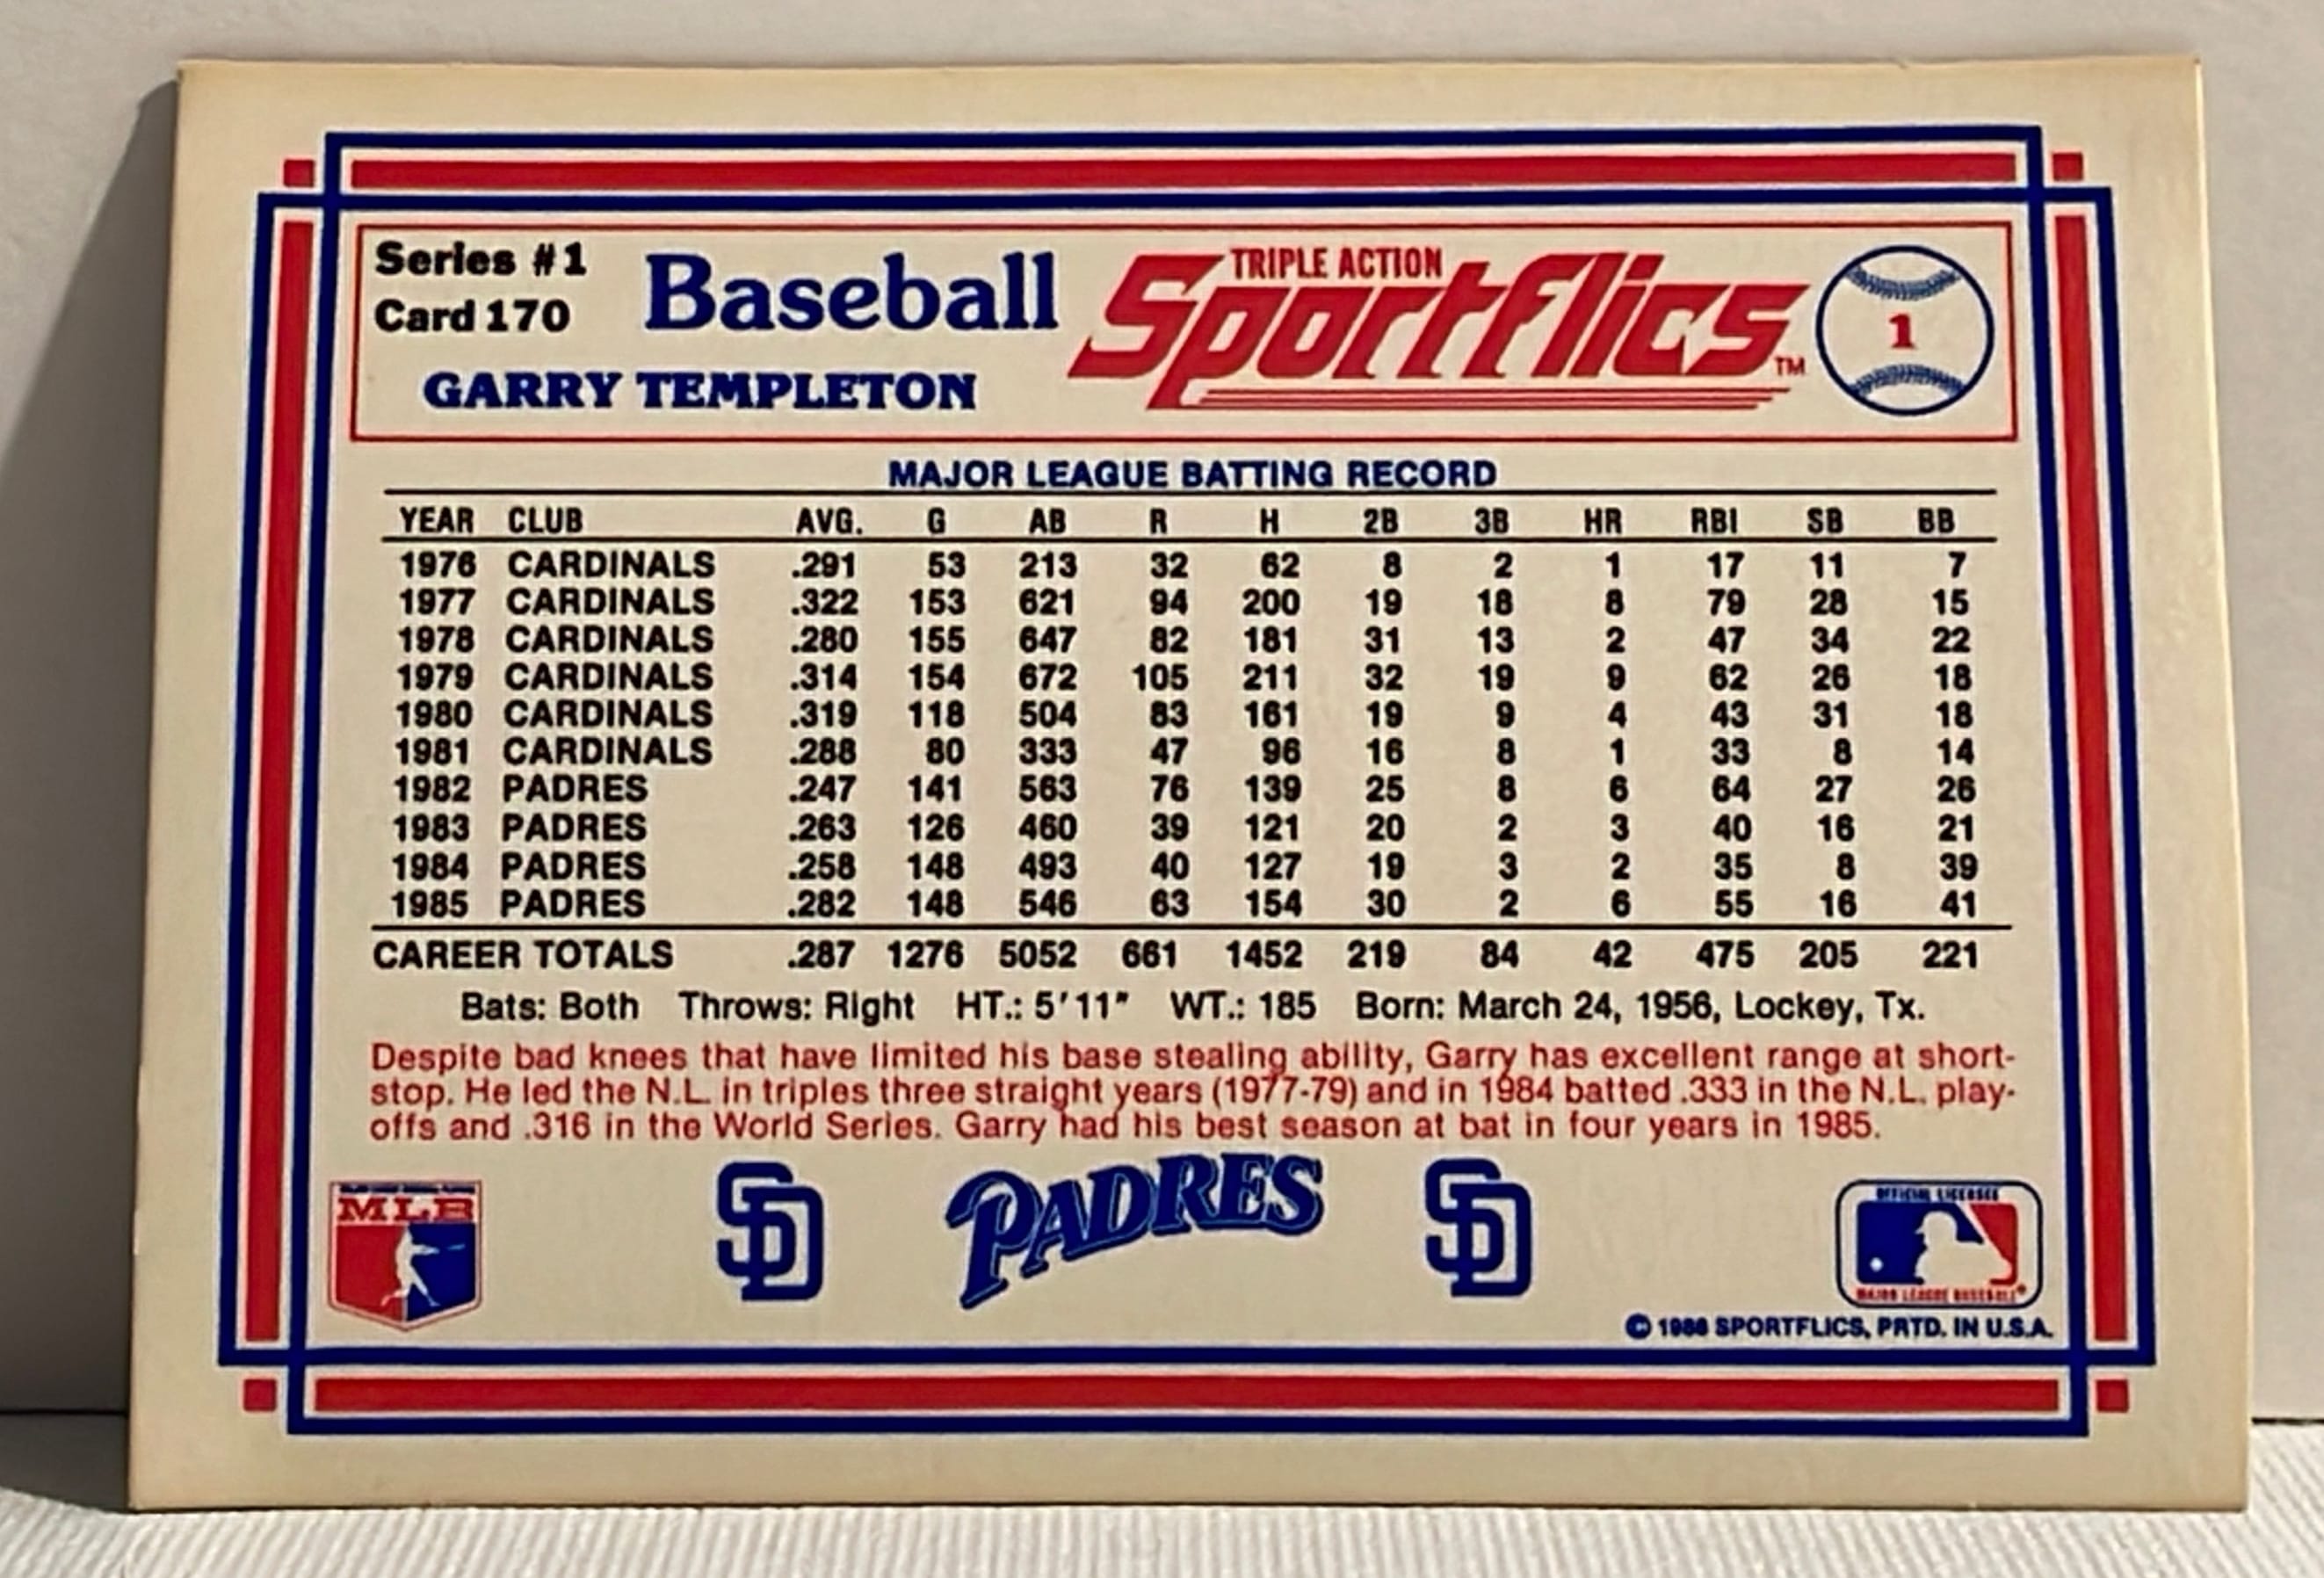 Series #1
Card 170
Baseball
TRIPLE ACTION
Sportflics™
1
GARRY TEMPLETON
MAJOR LEAGUE BATTING RECORD
YEAR CLUB AVG. G AB R H 2B 3B HR RBI SB BB
1976 CARDINALS .291 53 213 32 62 8 2 1 17 11 7
1977 CARDINALS .322 153 621 94 200 19 18 8 79 28 15
1978 CARDINALS .280 155 647 82 181 31 13 2 47 34 22
1979 CARDINALS .314 154 672 105 211 32 19 9 62 26 18
1980 CARDINALS .319 118 504 83 161 19 9 4 43 31 18
1981 CARDINALS .288 80 333 47 96 16 8 1 33 8 14
1982 PADRES .247 141 563 76 139 25 8 6 64 27 26
1983 PADRES .263 126 460 39 121 20 2 3 40 16 21
1984 PADRES .258 148 493 40 127 19 3 2 35 8 39
1985 PADRES .282 148 546 63 154 30 2 6 55 16 41
CAREER TOTALS .287 1276 5052 661 1452 219 84 42 475 205 221
Bats: Both Throws: Right HT.: 5'11" WT.: 185 Born: March 24, 1956, Lockey, Tx.
Despite bad knees that have limited his base stealing ability, Garry has excellent range at short-
stop. He led the N.L. in triples three straight years (1977-79) and in 1984 batted .333 in the N.L. play-
offs and .316 in the World Series. Garry had his best season at bat in four years in 1985.
MLB
SD
PADRES
SD
OFFICIAL LICENSEE
MAJOR LEAGUE BASEBALL®
© 1986 SPORTFLICS, PRTD. IN U.S.A.